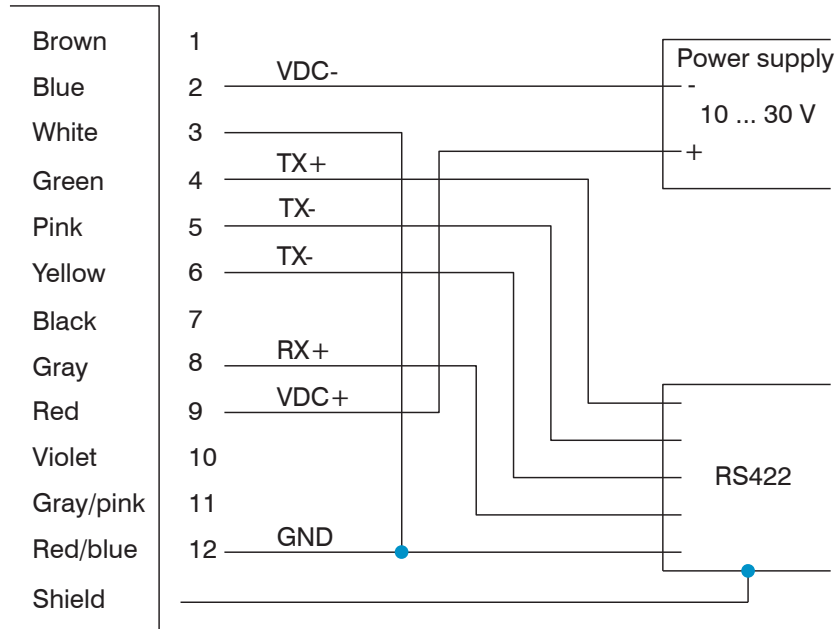 Brown 1
Blue 2 VDC-
White 3
Green 4 TX+
Pink 5 TX-
Yellow 6 TX-
Black 7
Gray 8 RX+
Red 9 VDC+
Violet 10
Gray/pink 11
Red/blue 12 GND
Shield
Power supply
-
10 ... 30 V
+
RS422